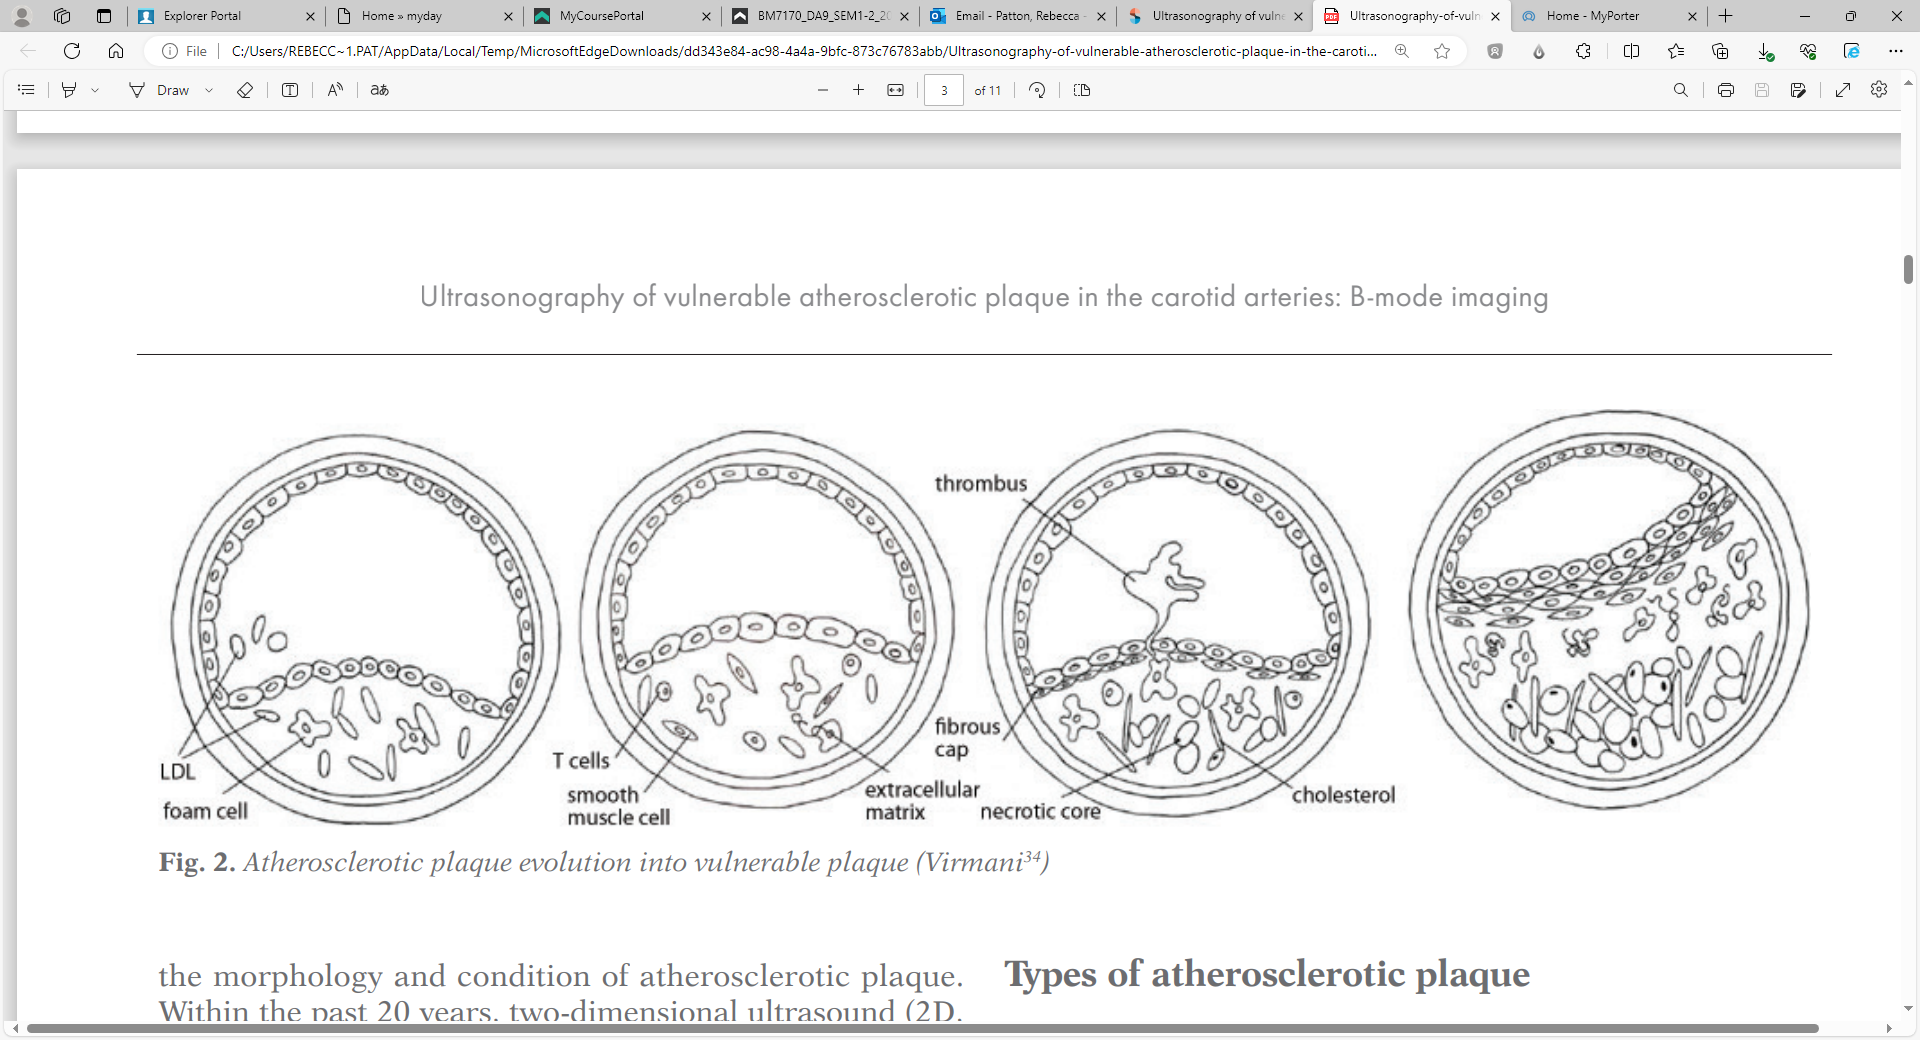 Explorer Portal
Home » myday
MyCoursePortal
BM7170_DA9_SEM1-2_20
Email - Patton, Rebecca -
Ultrasonography of vulne
PDF
Ultrasonography-of-vuln
Home - MyPorter
File
C:/Users/REBECC~1.PAT/AppData/Local/Temp/MicrosoftEdgeDownloads/dd343e84-ac98-4a4a-9bfc-873c76783abb/Ultrasonography-of-vulnerable-atherosclerotic-plaque-in-the-caroti...
Draw
3 of 11
Ultrasonography of vulnerable atherosclerotic plaque in the carotid arteries: B-mode imaging
thrombus
LDL
foam cell
T cells
smooth
muscle cell
extracellular
matrix
fibrous
cap
necrotic core
cholesterol
Fig. 2. Atherosclerotic plaque evolution into vulnerable plaque (Virmani34)
the morphology and condition of atherosclerotic plaque.
Within the past 20 years, two-dimensional ultrasound (2D,
Types of atherosclerotic plaque